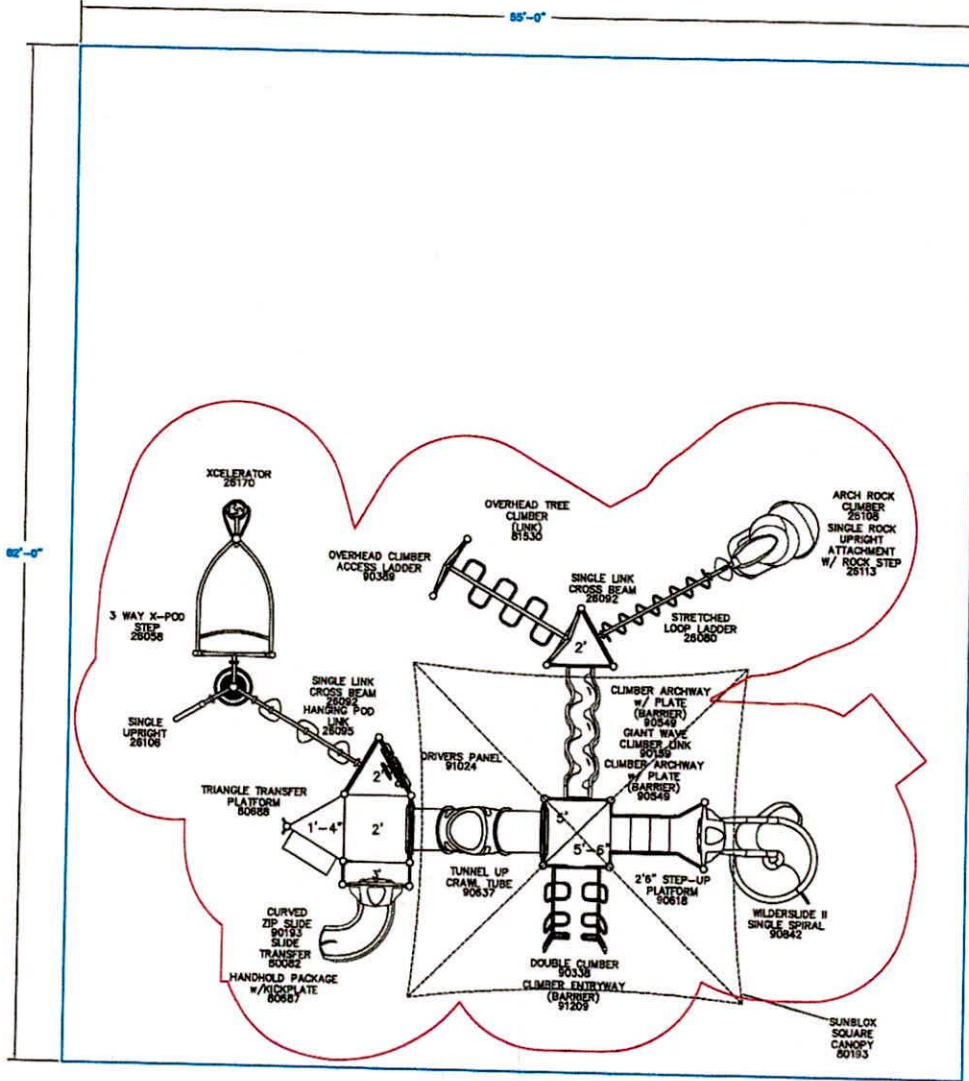 55'-0"
62'-0"
XCELERATOR
26170
OVERHEAD TREE
CLIMBER
(LINK)
81530
ARCH ROCK
CLIMBER
26108
SINGLE ROCK
UPRIGHT
ATTACHMENT
W/ ROCK STEP
26113
OVERHEAD CLIMBER
ACCESS LADDER
90369
SINGLE LINK
CROSS BEAM
26092
2'
STRETCHED
LOOP LADDER
26080
3 WAY X-POD
STEP
26058
SINGLE
UPRIGHT
26106
SINGLE LINK
CROSS BEAM
26092
HANGING POD
LINK
26095
CLIMBER ARCHWAY
w/ PLATE
(BARRIER)
90549
GIANT WAVE
CLIMBER LINK
90159
CLIMBER ARCHWAY
w/ PLATE
(BARRIER)
90549
DRIVERS PANEL
91024
2'
TRIANGLE TRANSFER
PLATFORM
80688
1'-4"
2'
3'
5'
5'-6"
TUNNEL UP
CRAWL TUBE
90637
2'6" STEP-UP
PLATFORM
90618
WILDERSLIDE II
SINGLE SPIRAL
90842
CURVED
ZIP SLIDE
90193
SLIDE
TRANSFER
80082
HANDHOLD PACKAGE
w/KICKPLATE
80687
DOUBLE CLIMBER
90338
CLIMBER ENTRYWAY
(BARRIER)
91209
SUNBLOX
SQUARE
CANOPY
80193